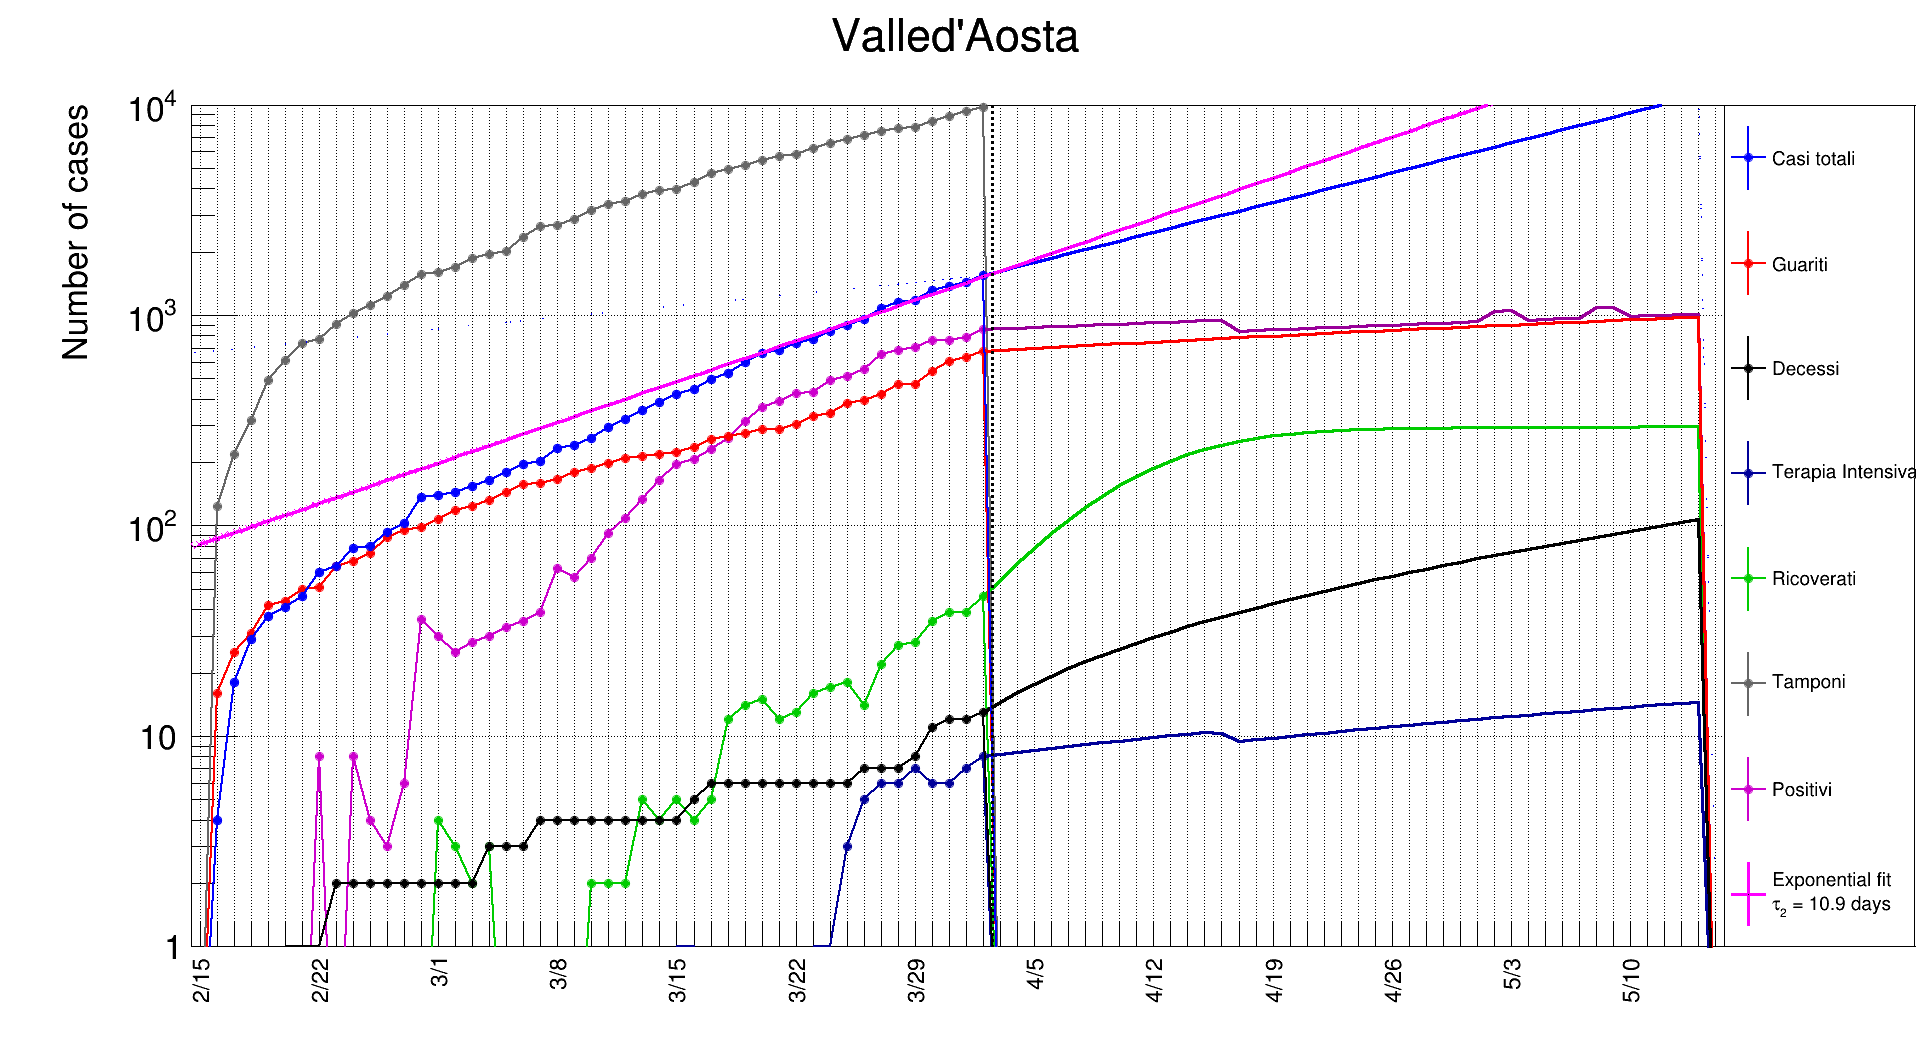 Valled'Aosta
Number of cases
10^4
10^3
10^2
10
1
2/15
2/22
3/1
3/8
3/15
3/22
3/29
4/5
4/12
4/19
4/26
5/3
5/10
Casi totali
Guariti
Decessi
Terapia Intensiva
Ricoverati
Tamponi
Positivi
Exponential fit
τ₂ = 10.9 days